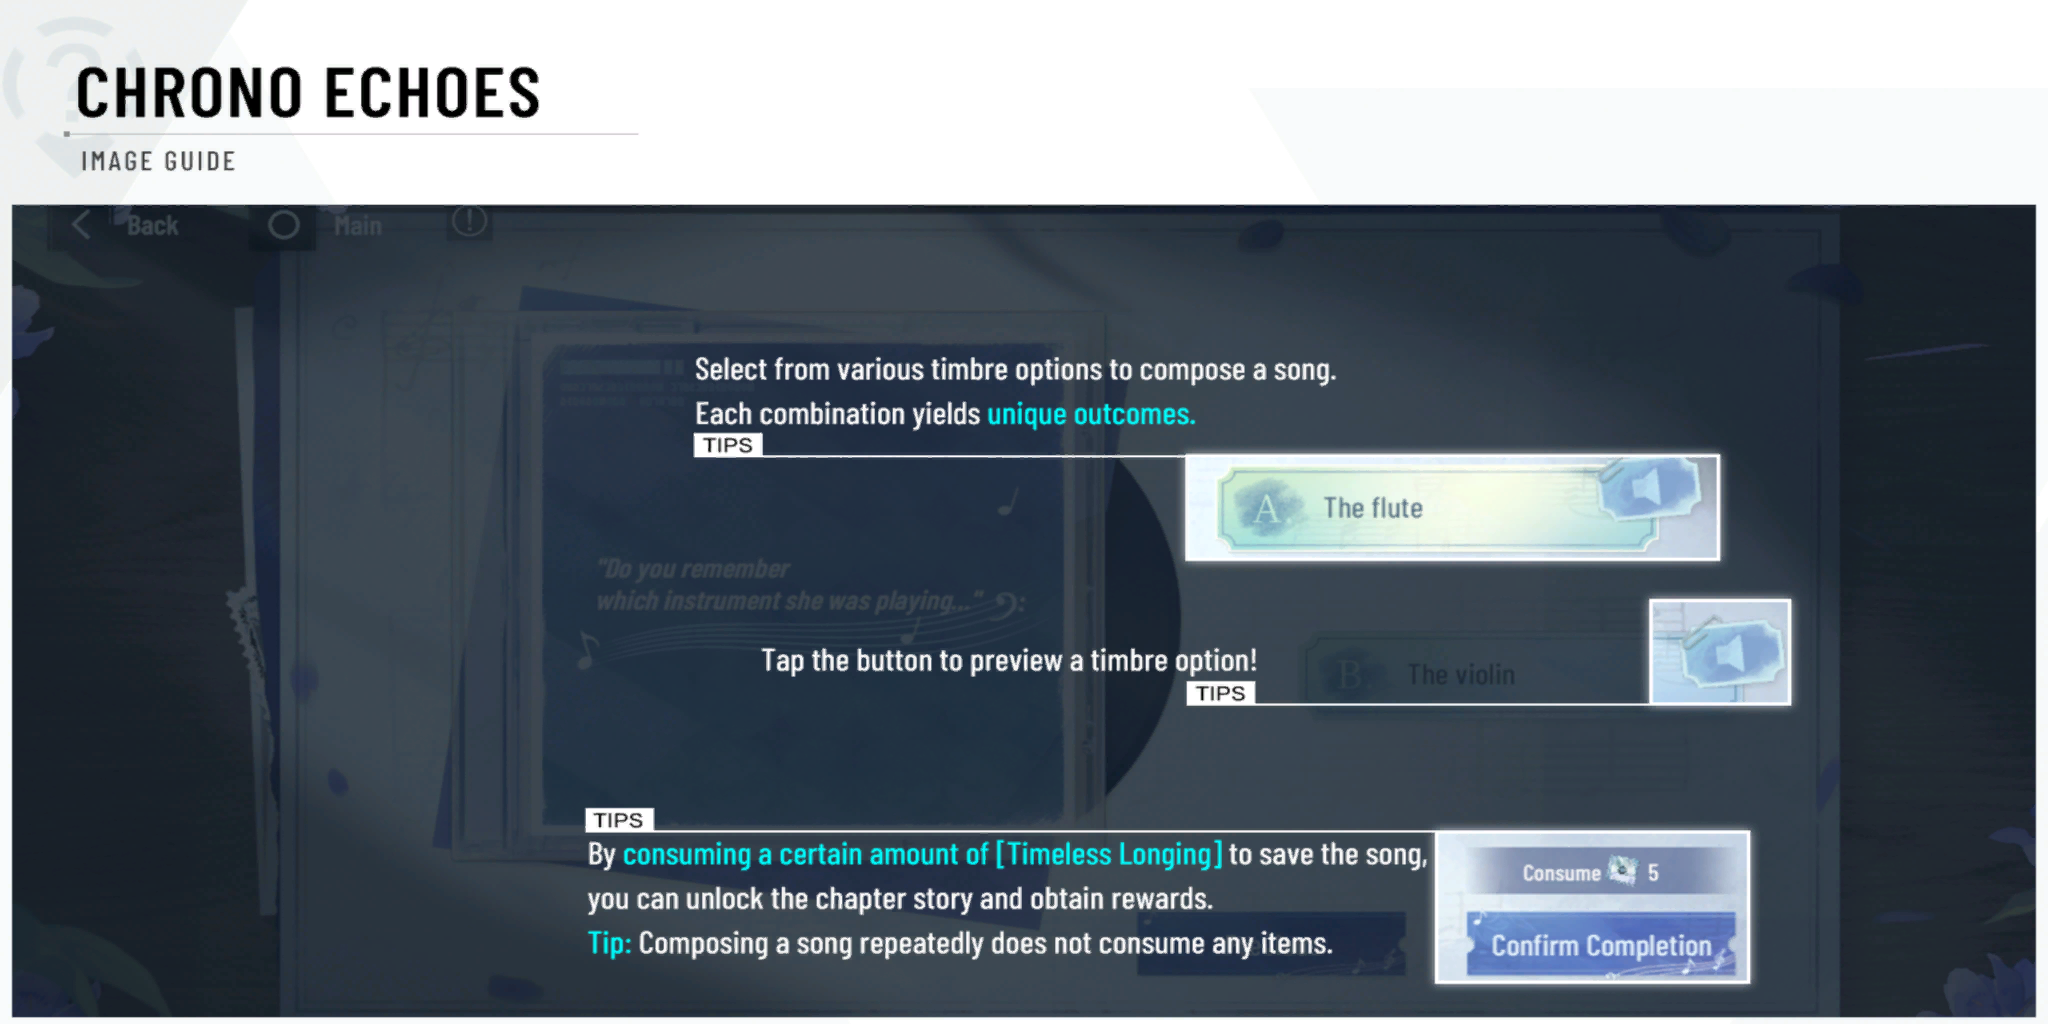 CHRONO ECHOES
IMAGE GUIDE
Back
Main
Select from various timbre options to compose a song.
Each combination yields unique outcomes.
TIPS
A.
The flute
"Do you remember
which instrument she was playing..."
Tap the button to preview a timbre option!
TIPS
B.
The violin
TIPS
By consuming a certain amount of [Timeless Longing] to save the song,
you can unlock the chapter story and obtain rewards.
Tip: Composing a song repeatedly does not consume any items.
Consume 5
Confirm Completion